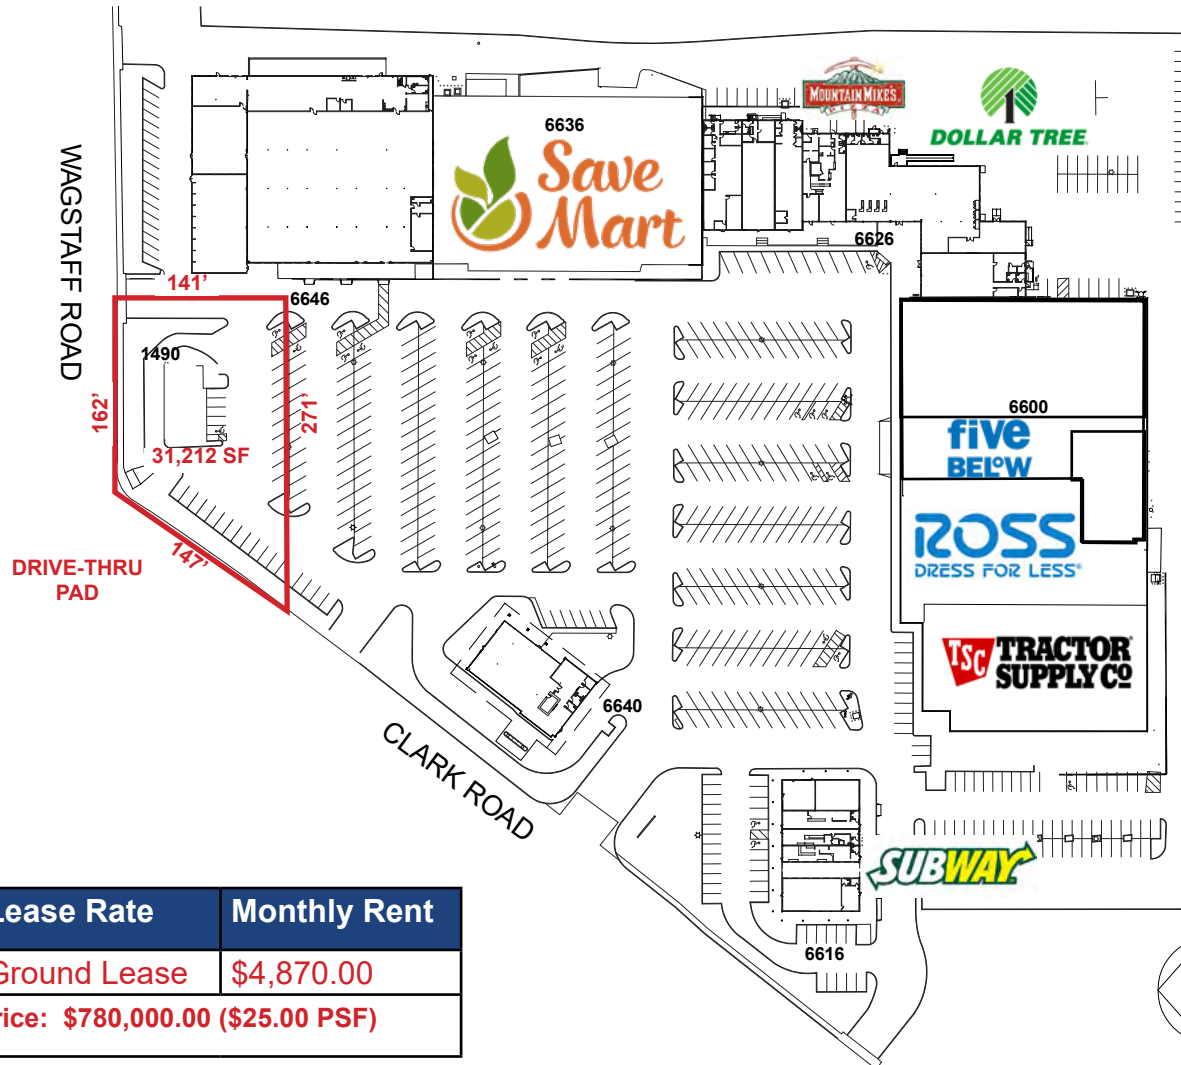 MOUNTAIN MIKE'S
PIZZA
DOLLAR TREE
6636
Save
Mart
WAGSTAFF ROAD
6626
141'
6646
1490
162'
271'
31,212 SF
147'
DRIVE-THRU
PAD
6600
five
BEL°W
ROSS
DRESS FOR LESS®
TSC
TRACTOR
SUPPLY CO
6640
CLARK ROAD
SUBWAY
6616
Lease Rate
Monthly Rent
Ground Lease
$4,870.00
rice: $780,000.00 ($25.00 PSF)